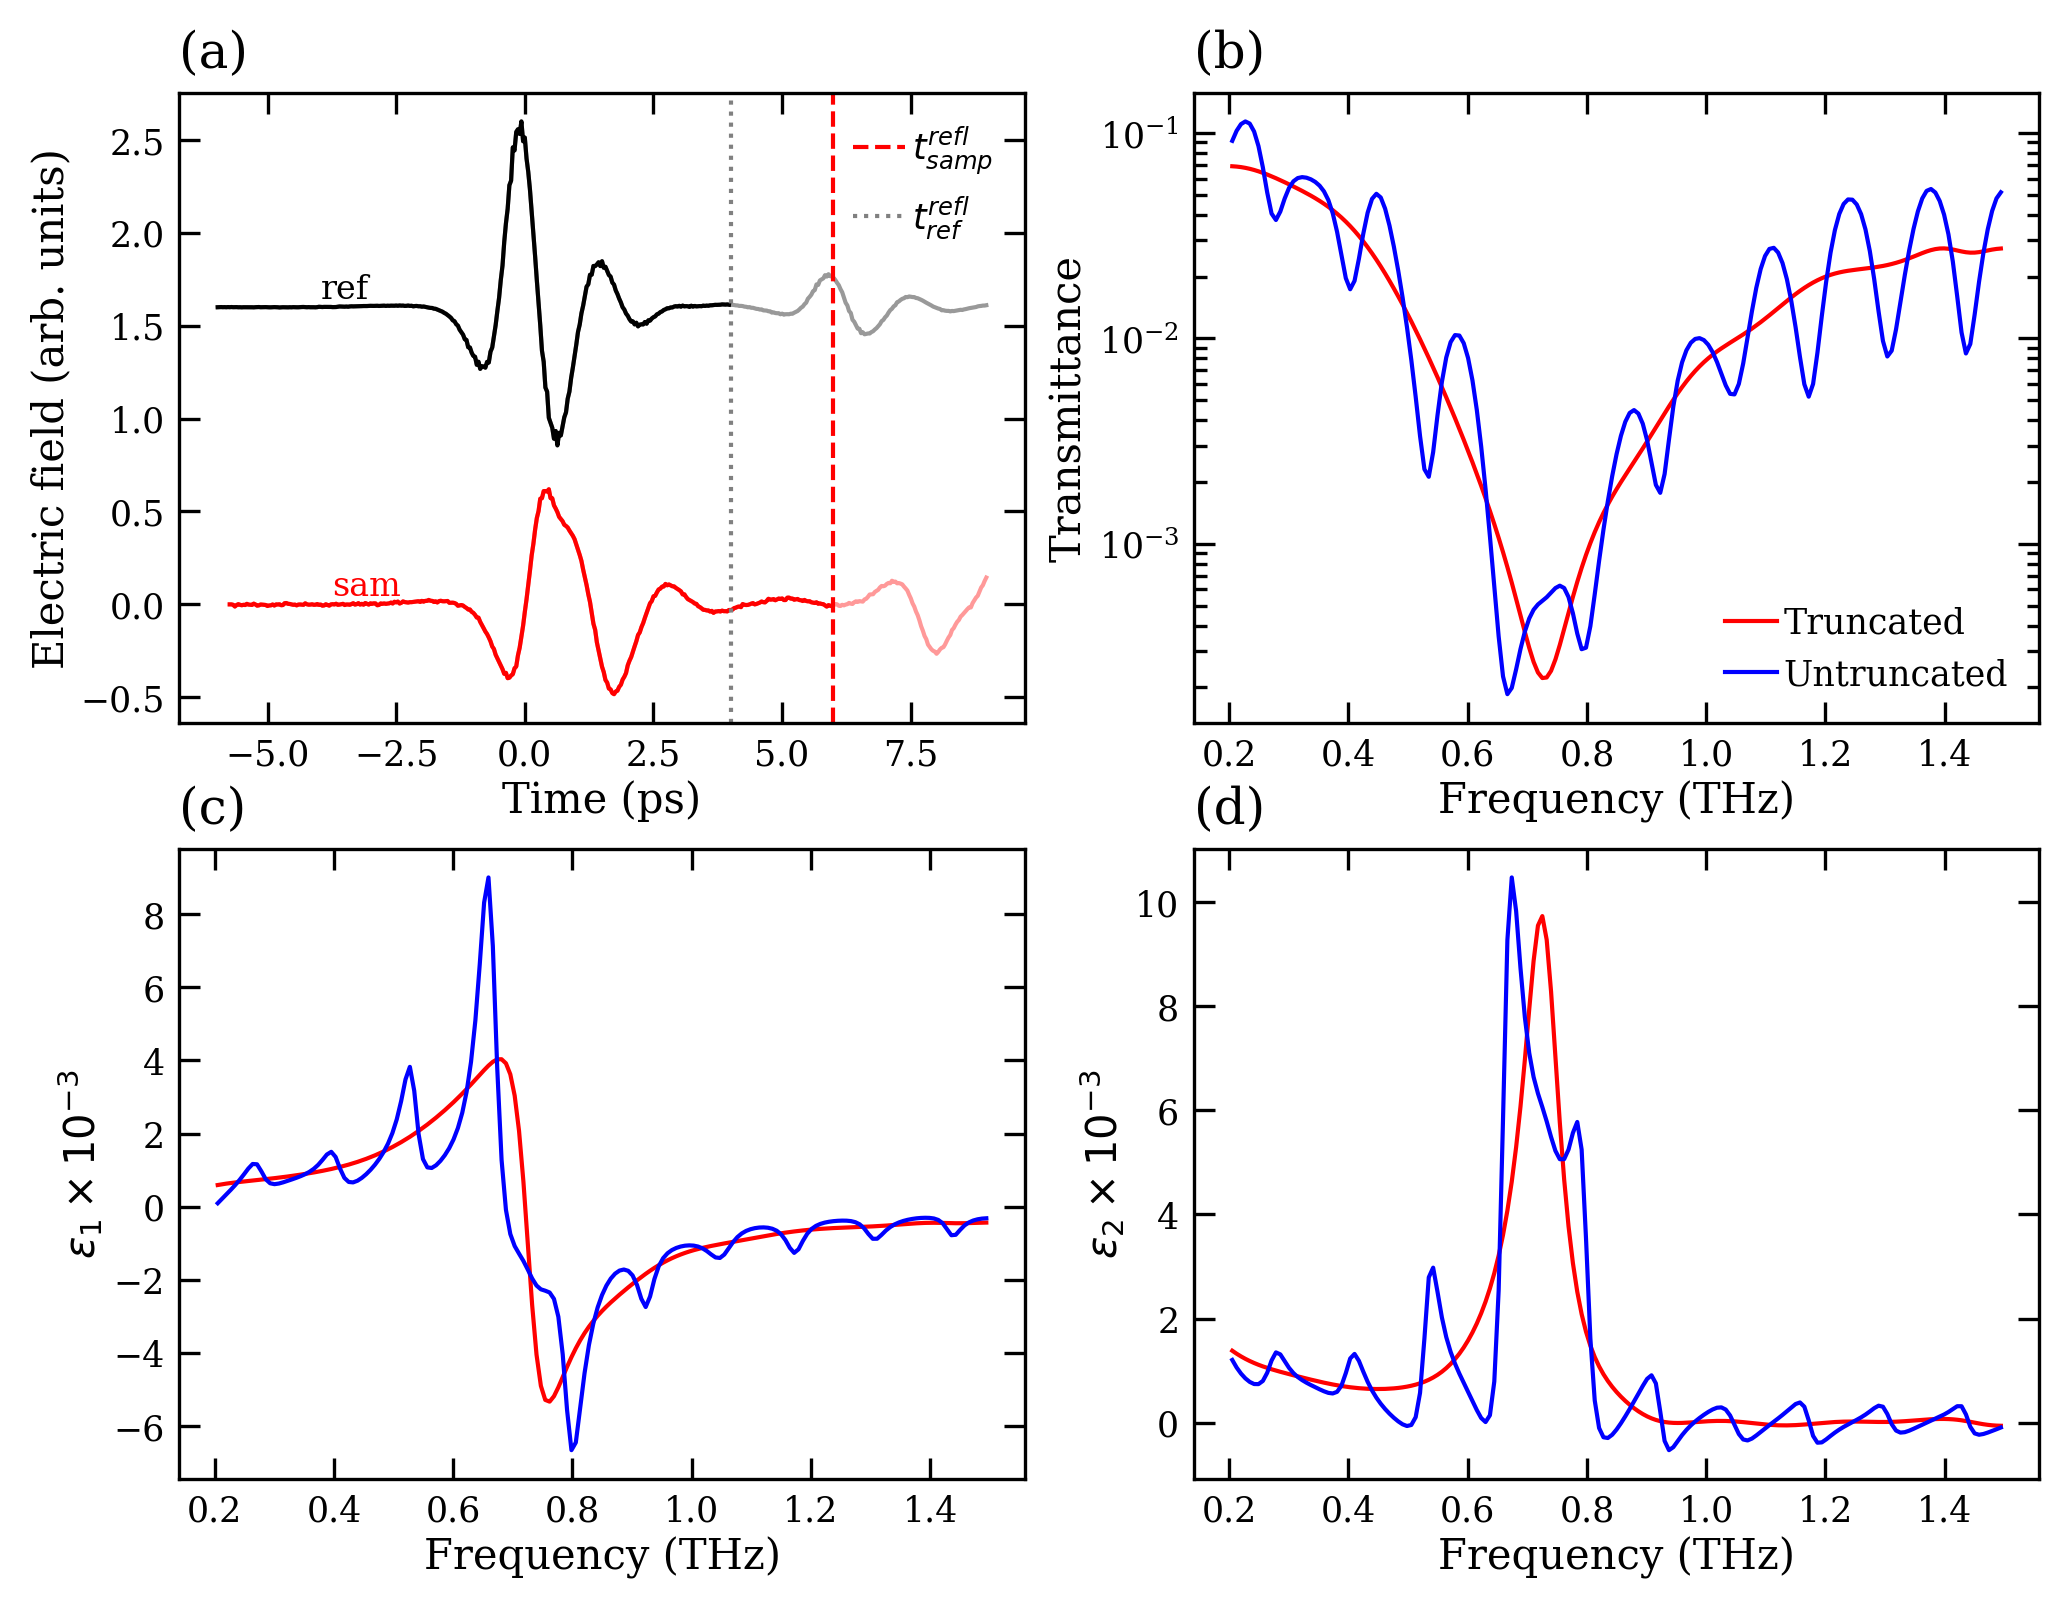 (a)
Electric field (arb. units)
2.5
2.0
1.5
1.0
0.5
0.0
−0.5
ref
sam
t_{samp}^{refl}
t_{ref}^{refl}
−5.0 −2.5 0.0 2.5 5.0 7.5
Time (ps)
(b)
Transmittance
10^{−1}
10^{−2}
10^{−3}
Truncated
Untruncated
0.2 0.4 0.6 0.8 1.0 1.2 1.4
Frequency (THz)
(c)
ε_1 × 10^{−3}
8
6
4
2
0
−2
−4
−6
0.2 0.4 0.6 0.8 1.0 1.2 1.4
Frequency (THz)
(d)
ε_2 × 10^{−3}
10
8
6
4
2
0
0.2 0.4 0.6 0.8 1.0 1.2 1.4
Frequency (THz)